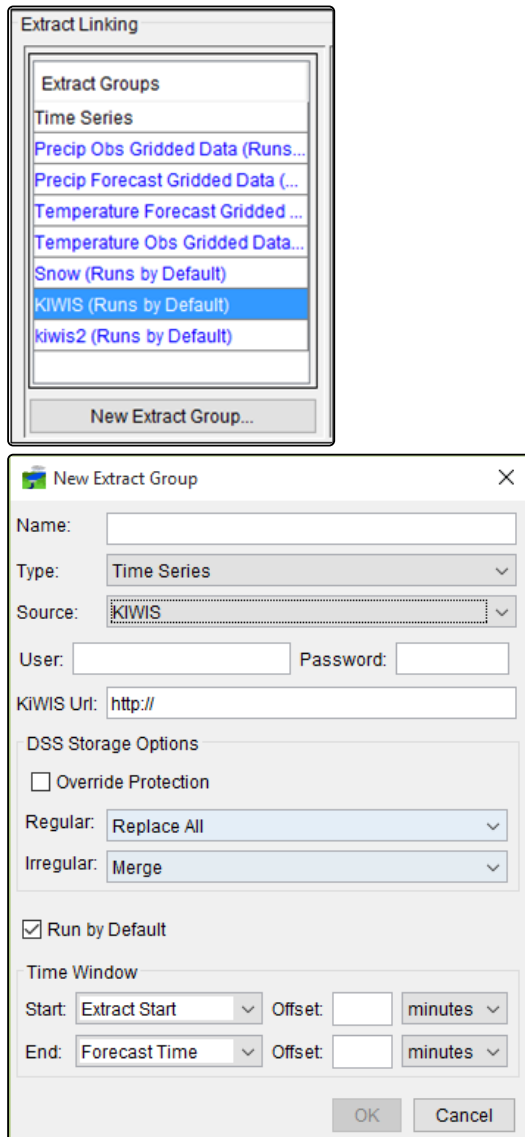 Extract Linking
Extract Groups
Time Series
Precip Obs Gridded Data (Runs...
Precip Forecast Gridded Data (...
Temperature Forecast Gridded ...
Temperature Obs Gridded Data...
Snow (Runs by Default)
KIWIS (Runs by Default)
kiwis2 (Runs by Default)
New Extract Group...
New Extract Group
Name:
Type: Time Series
Source: KIWIS
User: Password:
KiWIS Url: http://
DSS Storage Options
Override Protection
Regular: Replace All
Irregular: Merge
Run by Default
Time Window
Start: Extract Start Offset: minutes
End: Forecast Time Offset: minutes
OK Cancel